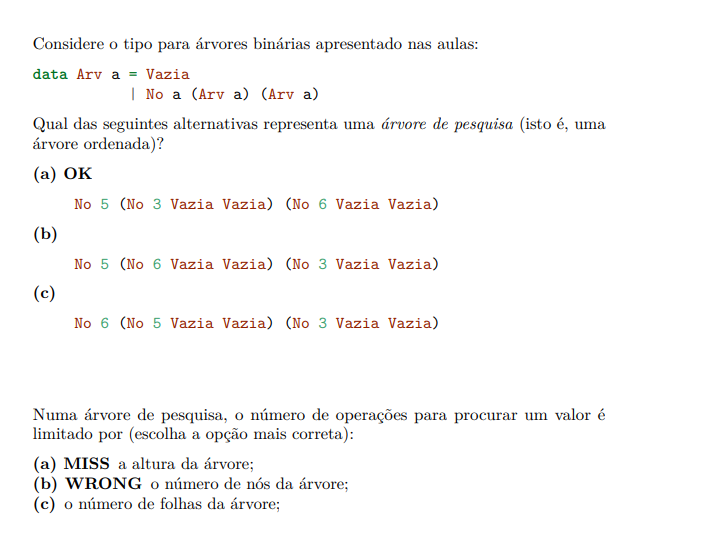 Considere o tipo para árvores binárias apresentado nas aulas:
data Arv a = Vazia
| No a (Arv a) (Arv a)
Qual das seguintes alternativas representa uma árvore de pesquisa (isto é, uma
árvore ordenada)?
(a) OK
No 5 (No 3 Vazia Vazia) (No 6 Vazia Vazia)
(b)
No 5 (No 6 Vazia Vazia) (No 3 Vazia Vazia)
(c)
No 6 (No 5 Vazia Vazia) (No 3 Vazia Vazia)
Numa árvore de pesquisa, o número de operações para procurar um valor é
limitado por (escolha a opção mais correta):
(a) MISS a altura da árvore;
(b) WRONG o número de nós da árvore;
(c) o número de folhas da árvore;